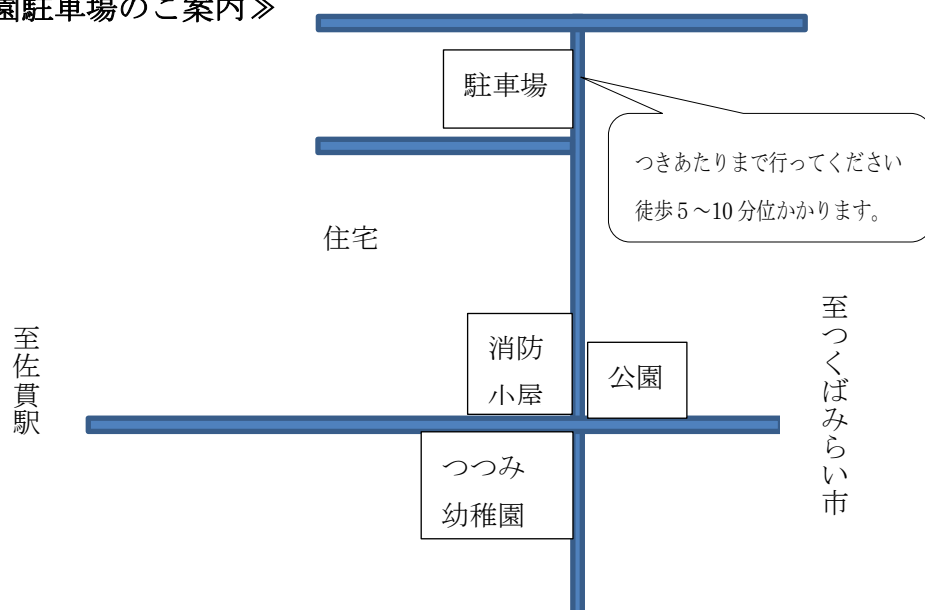 園駐車場のご案内≫
駐車場
つきあたりまで行ってください
徒歩5～10分位かかります。
住宅
至つくばみらい市
至佐貫駅
消防
小屋
公園
つつみ
幼稚園